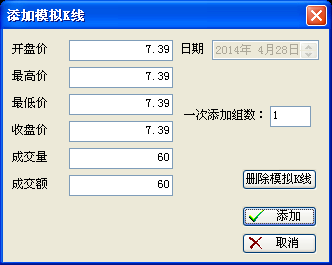 添加模拟K线
开盘价 7.39 日期 2014年 4月28日
最高价 7.39
最低价 7.39
一次添加组数： 1
收盘价 7.39
成交量 60
成交额 60
删除模拟K线
添加
取消